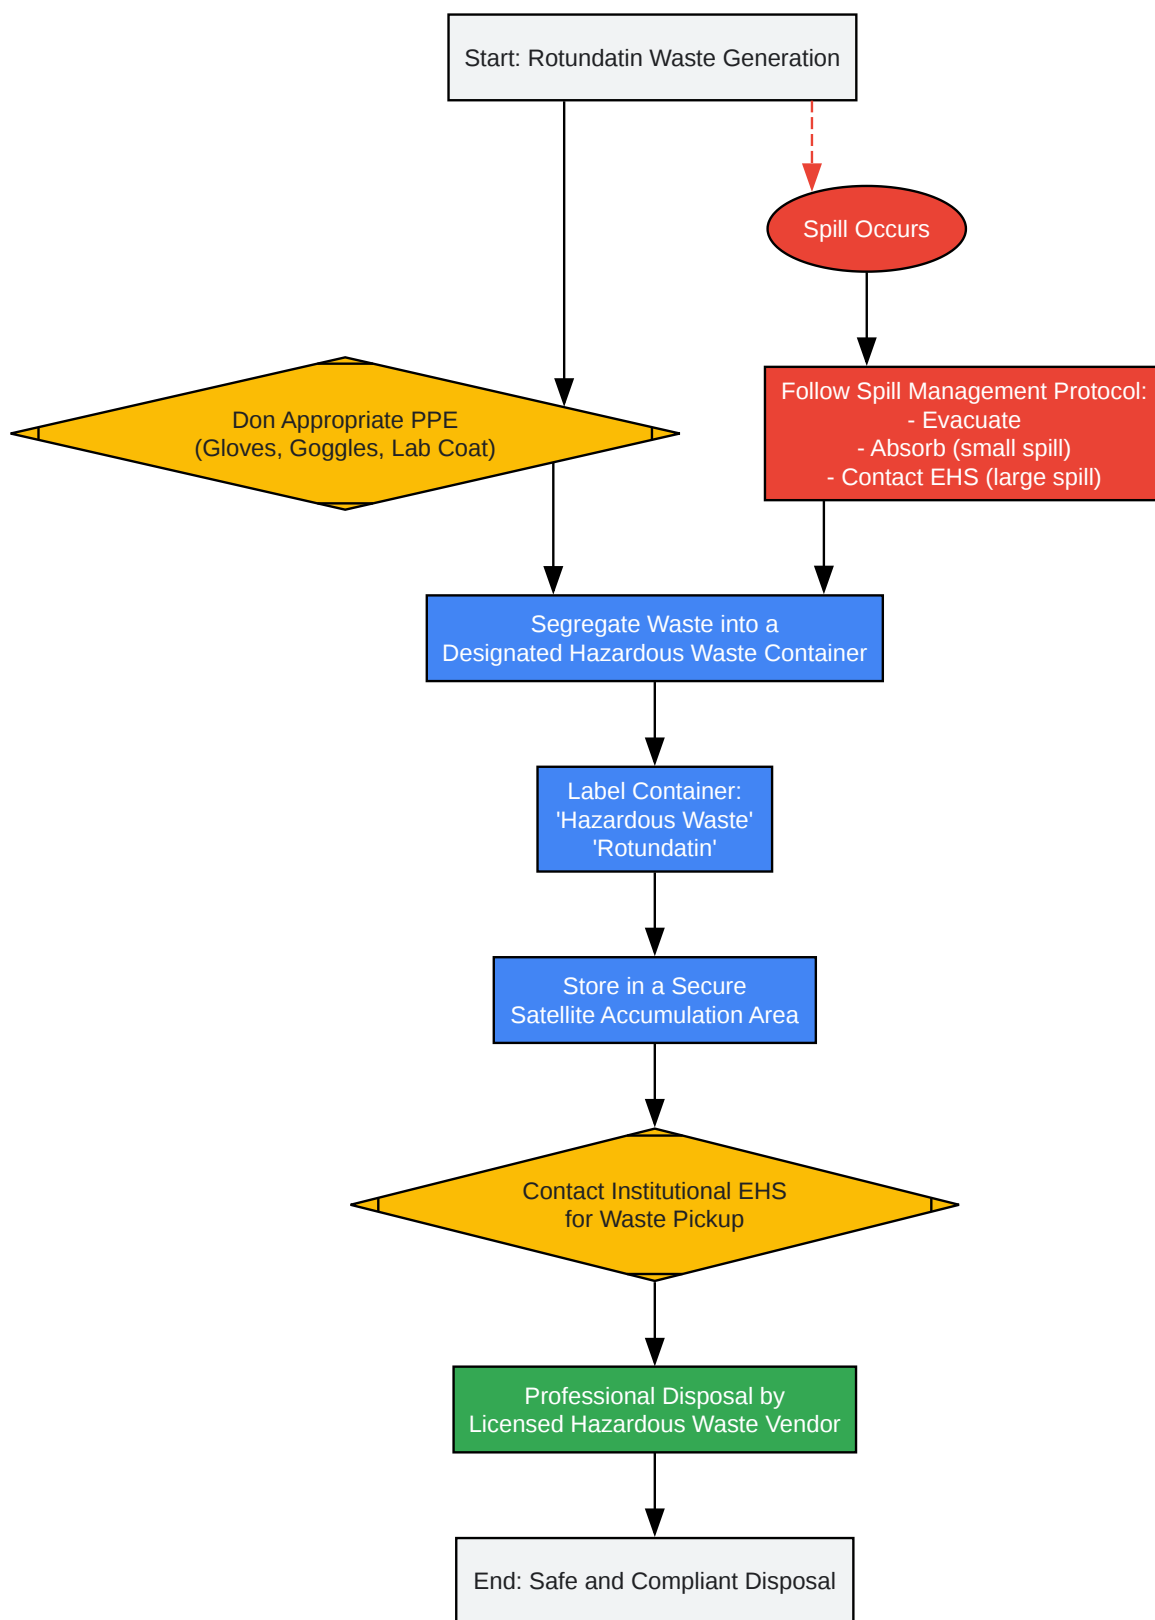 Start: Rotundatin Waste Generation
Spill Occurs
Don Appropriate PPE
(Gloves, Goggles, Lab Coat)
Follow Spill Management Protocol:
- Evacuate
- Absorb (small spill)
- Contact EHS (large spill)
Segregate Waste into a
Designated Hazardous Waste Container
Label Container:
'Hazardous Waste'
'Rotundatin'
Store in a Secure
Satellite Accumulation Area
Contact Institutional EHS
for Waste Pickup
Professional Disposal by
Licensed Hazardous Waste Vendor
End: Safe and Compliant Disposal